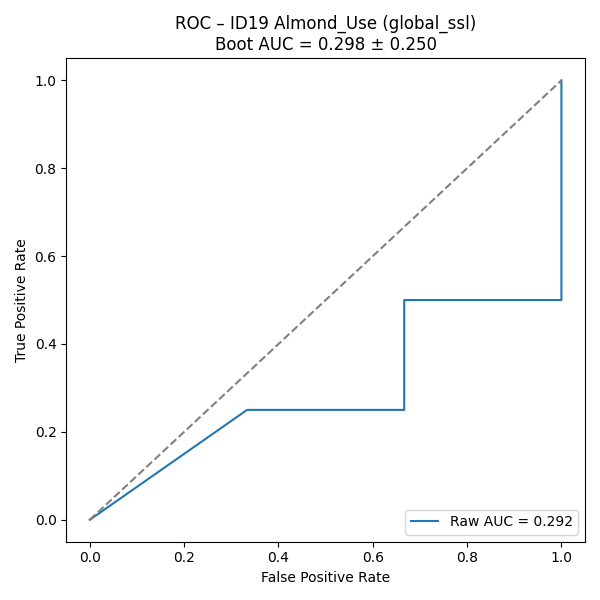 ROC – ID19 Almond_Use (global_ssl)
Boot AUC = 0.298 ± 0.250
1.0
0.8
0.6
0.4
0.2
0.0
True Positive Rate
Raw AUC = 0.292
0.0 0.2 0.4 0.6 0.8 1.0
False Positive Rate